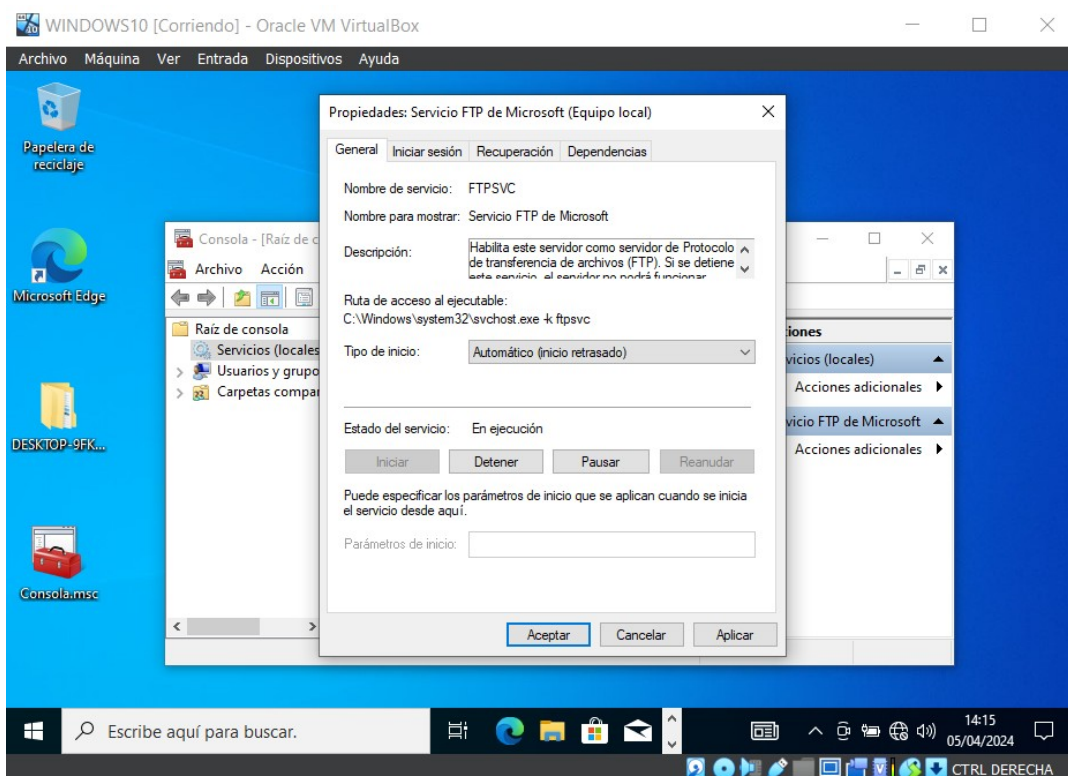 WINDOWS10 [Corriendo] - Oracle VM VirtualBox
Archivo Máquina Ver Entrada Dispositivos Ayuda
Papelera de
reciclaje
Microsoft Edge
DESKTOP-9FK...
Consola.msc
Consola - [Raíz de c
Archivo Acción
Raíz de consola
Servicios (locales
Usuarios y grupo
Carpetas compar
Propiedades: Servicio FTP de Microsoft (Equipo local)
General Iniciar sesión Recuperación Dependencias
Nombre de servicio: FTPSVC
Nombre para mostrar: Servicio FTP de Microsoft
Descripción: Habilita este servidor como servidor de Protocolo
de transferencia de archivos (FTP). Si se detiene
este servicio, el servidor no podrá funcionar
Ruta de acceso al ejecutable:
C:\Windows\system32\svchost.exe -k ftpsvc
Tipo de inicio: Automático (inicio retrasado)
Estado del servicio: En ejecución
Iniciar Detener Pausar Reanudar
Puede especificar los parámetros de inicio que se aplican cuando se inicia
el servicio desde aquí.
Parámetros de inicio:
Aceptar Cancelar Aplicar
iones
vicios (locales)
Acciones adicionales
vicio FTP de Microsoft
Acciones adicionales
Escribe aquí para buscar.
14:15
05/04/2024
CTRL DERECHA